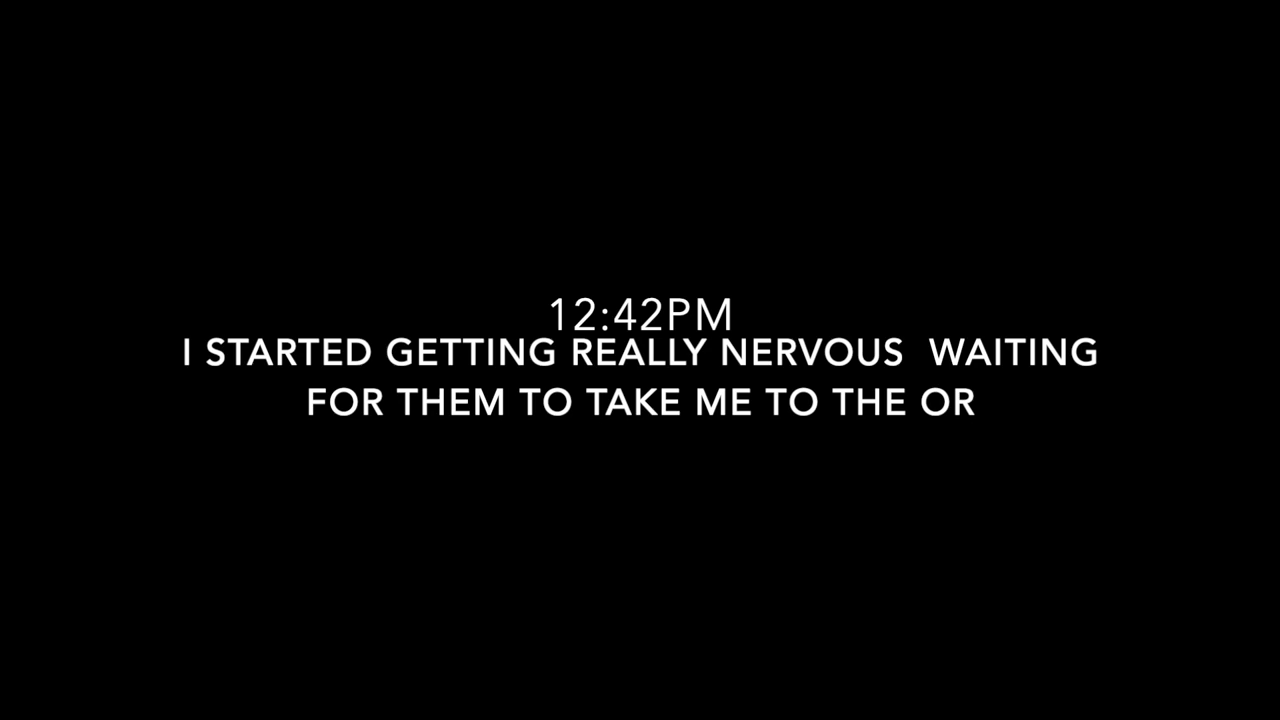 12:42PM
I STARTED GETTING REALLY NERVOUS  WAITING
FOR THEM TO TAKE ME TO THE OR